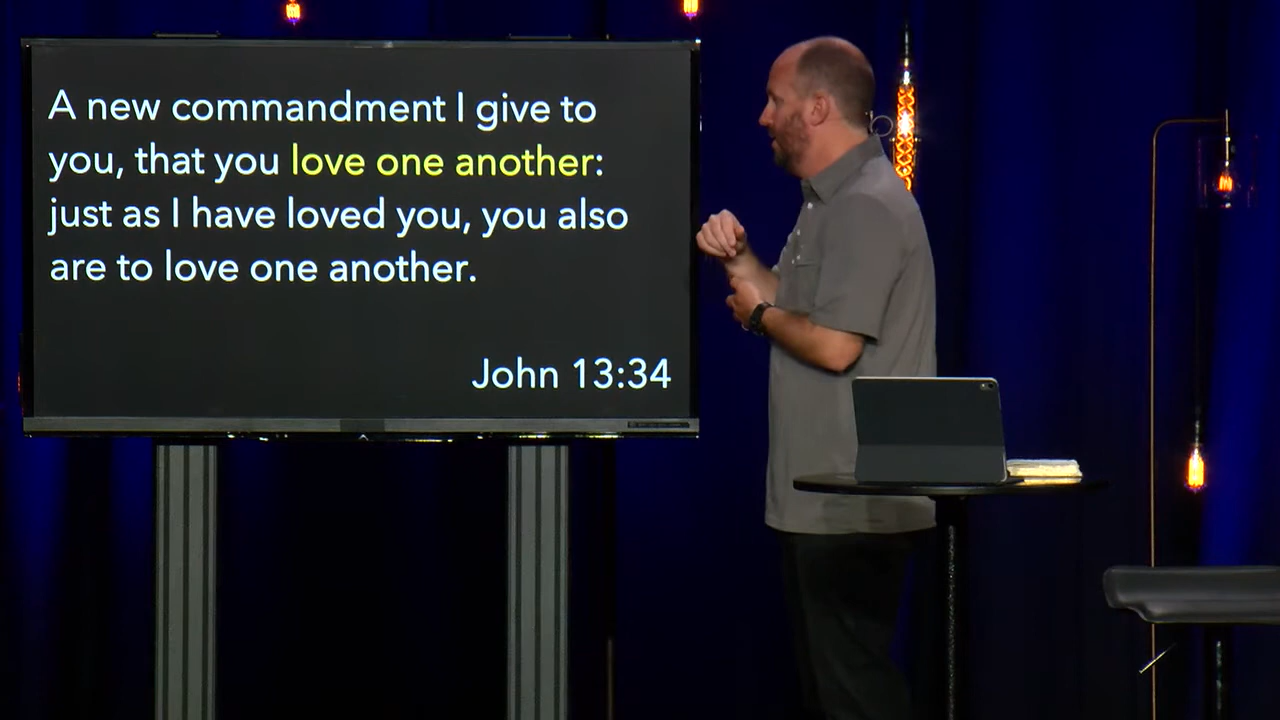 A new commandment I give to
you, that you love one another:
just as I have loved you, you also
are to love one another.
John 13:34